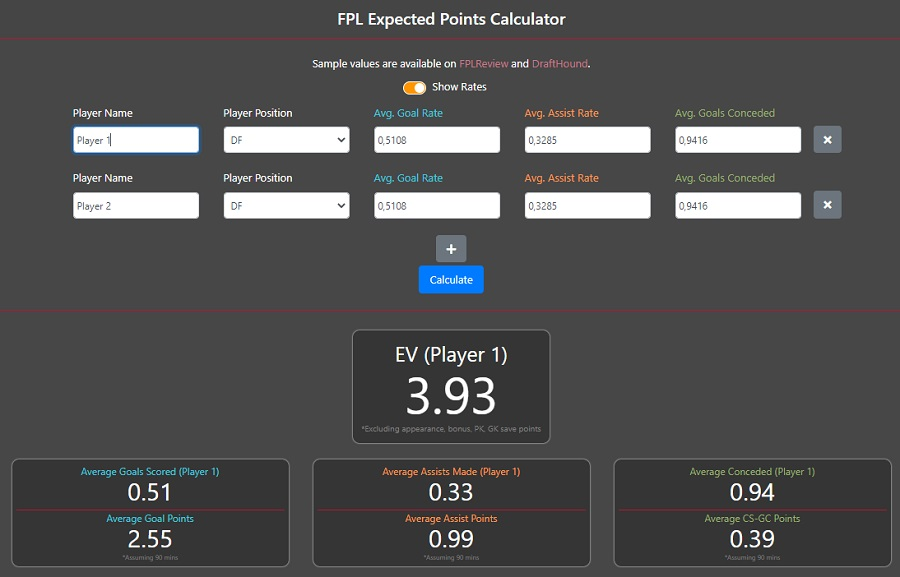 FPL Expected Points Calculator
Sample values are available on FPLReview and DraftHound.
Show Rates
Player Name Player Position Avg. Goal Rate Avg. Assist Rate Avg. Goals Conceded
Player 1 DF 0,5108 0,3285 0,9416 ×
Player Name Player Position Avg. Goal Rate Avg. Assist Rate Avg. Goals Conceded
Player 2 DF 0,5108 0,3285 0,9416 ×
+
Calculate
EV (Player 1)
3.93
*Excluding appearance, bonus, PK, GK save points
Average Goals Scored (Player 1)
0.51
Average Goal Points
2.55
*Assuming 90 mins
Average Assists Made (Player 1)
0.33
Average Assist Points
0.99
*Assuming 90 mins
Average Conceded (Player 1)
0.94
Average CS-GC Points
0.39
*Assuming 90 mins